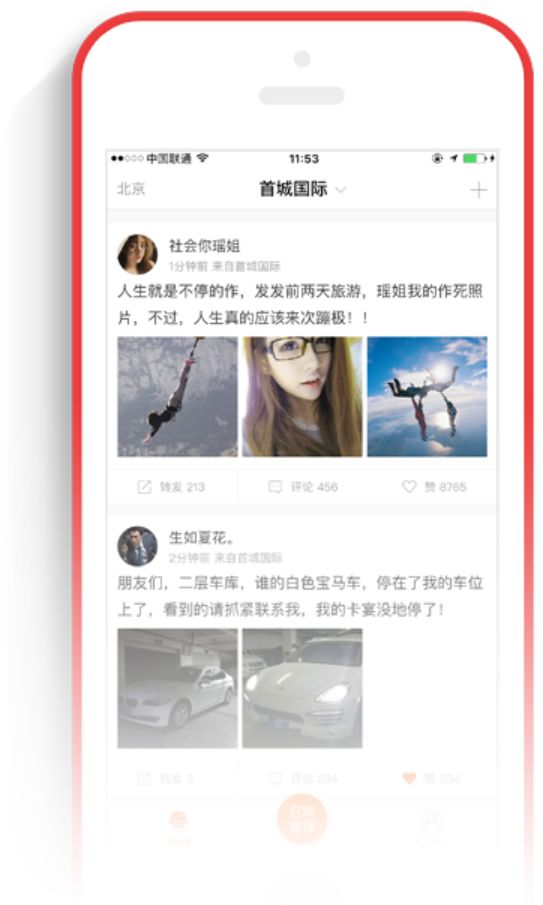 中国联通
11:53
北京
首城国际
社会你瑶姐
1分钟前 来自首城国际
人生就是不停的作，发发前两天旅游，瑶姐我的作死照
片，不过，人生真的应该来次蹦极！！
转发 213
评论 456
赞 8765
生如夏花。
2分钟前 来自首城国际
朋友们，二层车库，谁的白色宝马车，停在了我的车位
上了，看到的请抓紧联系我，我的卡宴没地停了！
转发 3
评论 234
赞 534